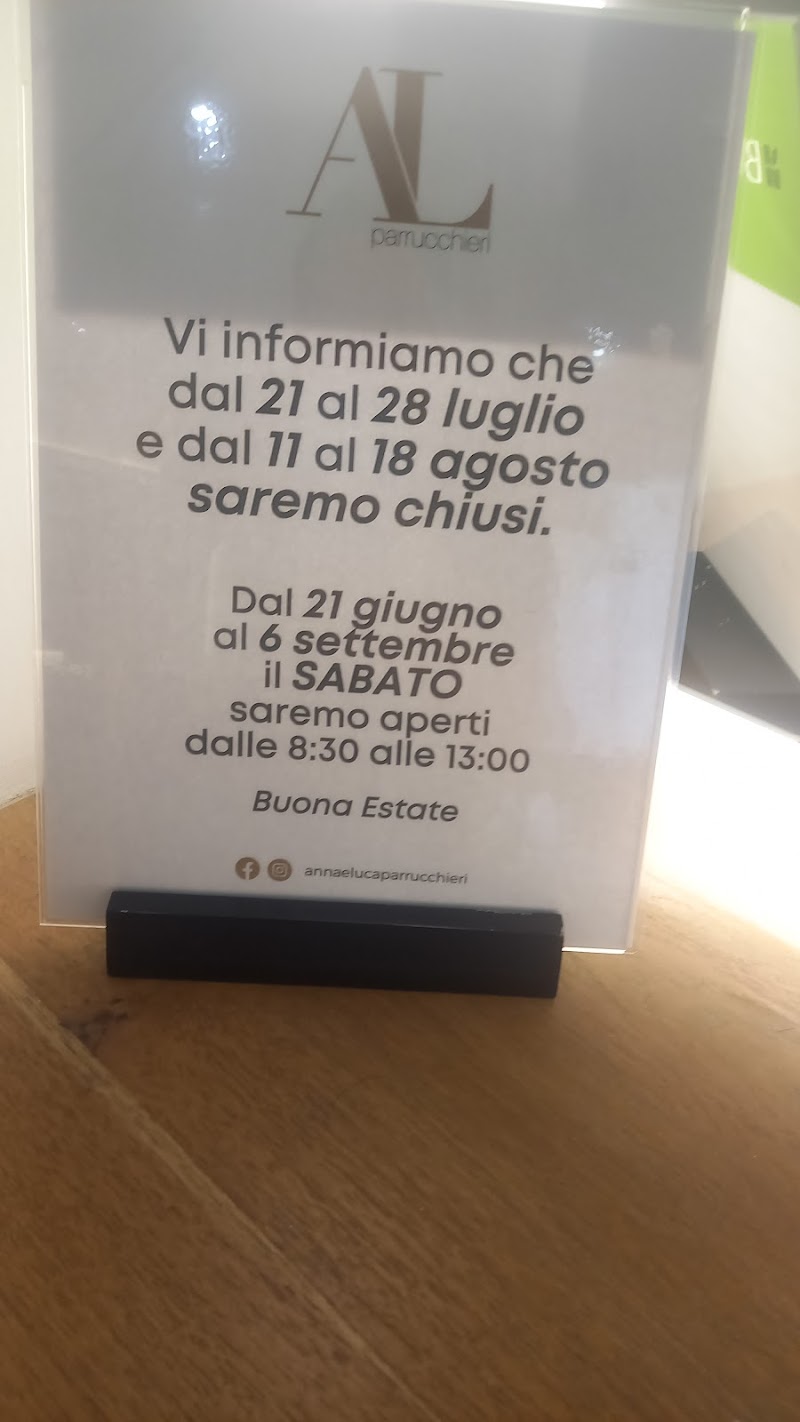 AL
parrucchieri
Vi informiamo che
dal 21 al 28 luglio
e dal 11 al 18 agosto
saremo chiusi.
Dal 21 giugno
al 6 settembre
il SABATO
saremo aperti
dalle 8:30 alle 13:00
Buona Estate
annaelucaparrucchieri